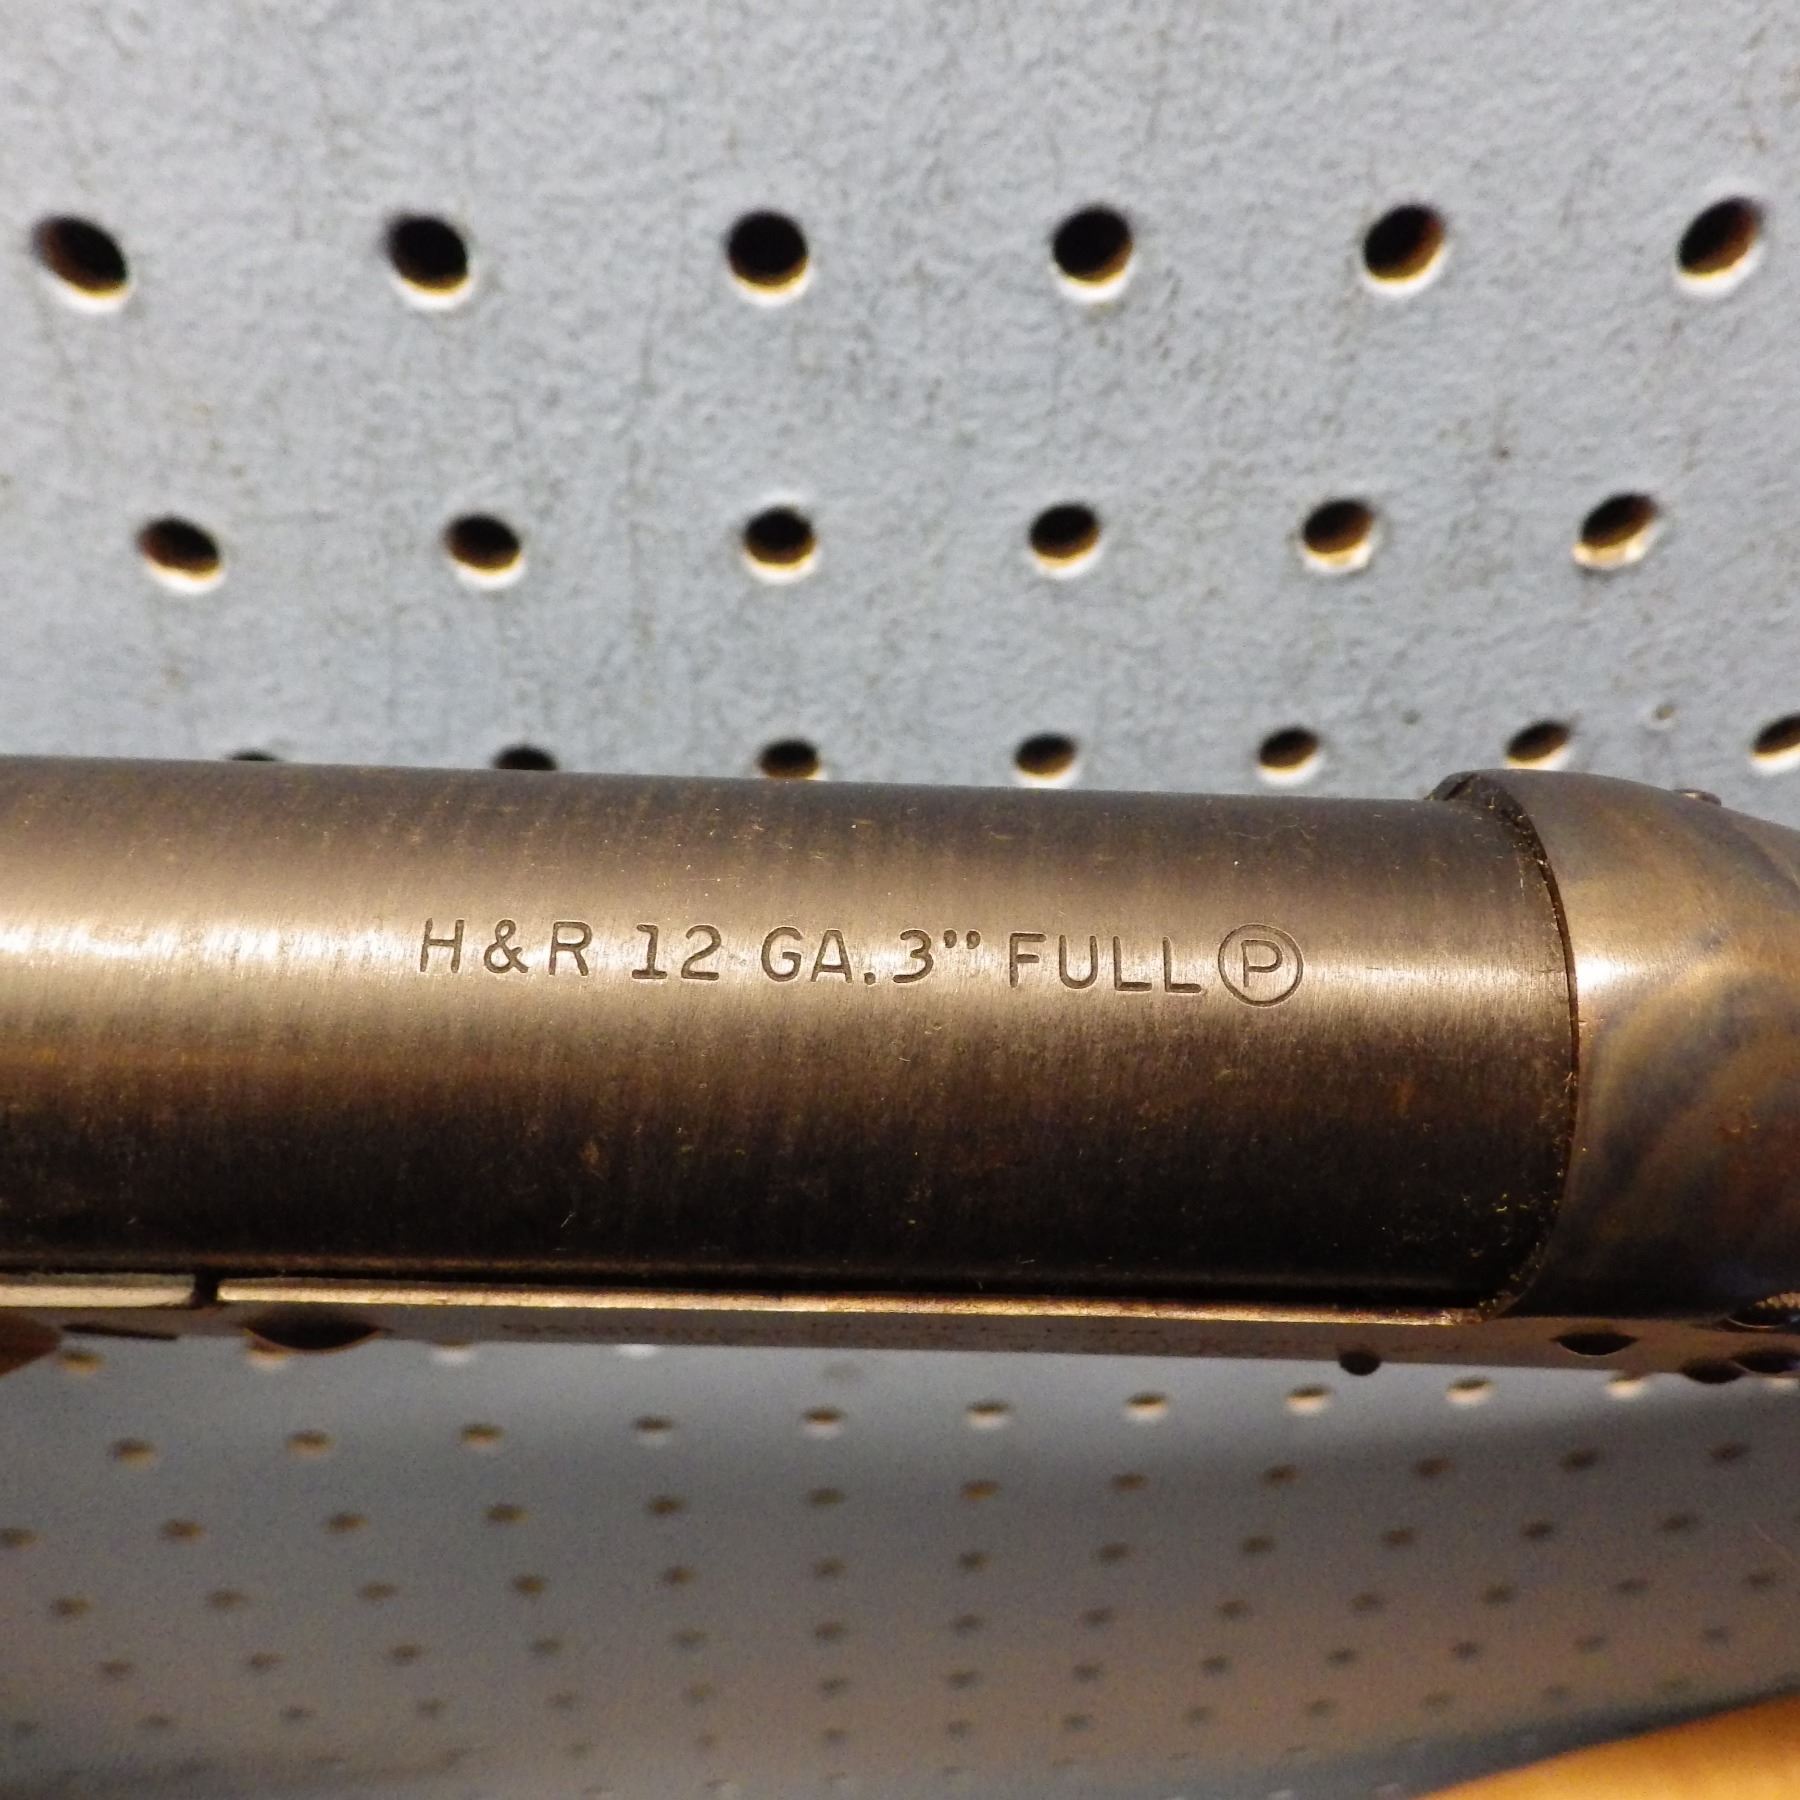 H&R 12 GA. 3" FULL Ⓟ